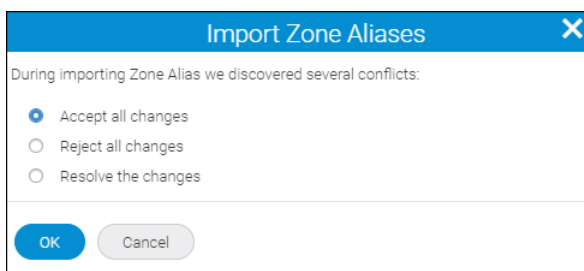 Import Zone Aliases
During importing Zone Alias we discovered several conflicts:
Accept all changes
Reject all changes
Resolve the changes
OK Cancel